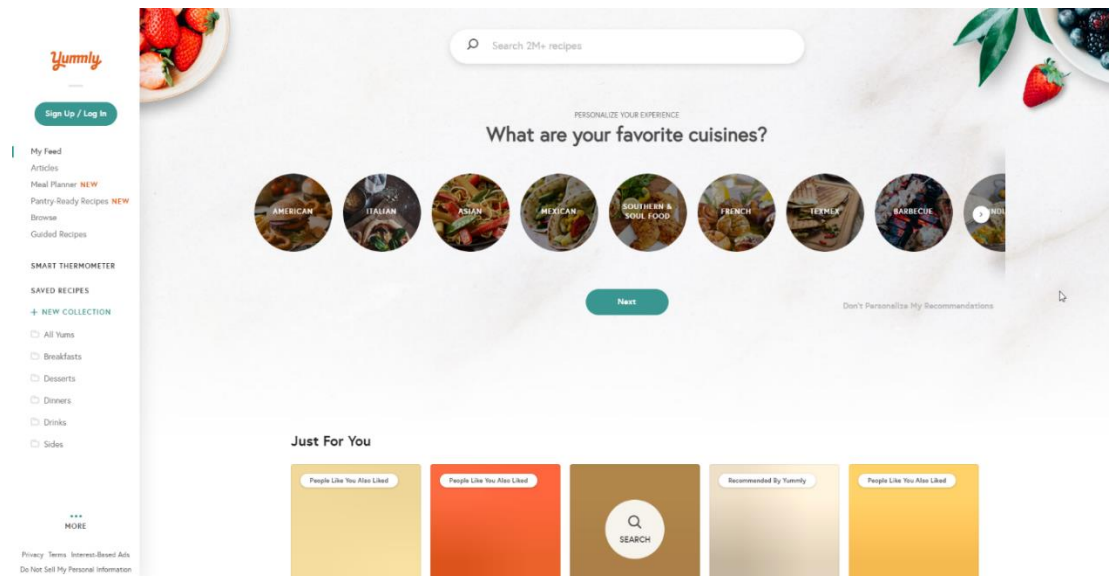 Yummly
Sign Up / Log In
My Feed
Articles
Meal Planner NEW
Pantry-Ready Recipes NEW
Browse
Guided Recipes
SMART THERMOMETER
SAVED RECIPES
+ NEW COLLECTION
All Yums
Breakfasts
Desserts
Dinners
Drinks
Sides
MORE
Privacy Terms Interest-Based Ads
Do Not Sell My Personal Information
Search 2M+ recipes
PERSONALIZE YOUR EXPERIENCE
What are your favorite cuisines?
AMERICAN
ITALIAN
ASIAN
MEXICAN
SOUTHERN &
SOUL FOOD
FRENCH
TEXMEX
BARBECUE
Next
Don't Personalize My Recommendations
Just For You
People Like You Also Liked
People Like You Also Liked
SEARCH
Recommended By Yummly
People Like You Also Liked